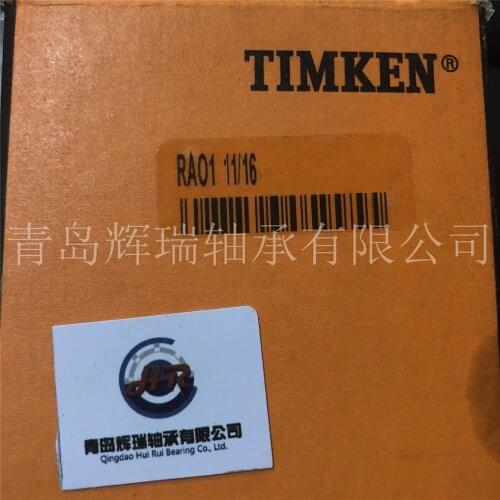 TIMKEN®
RAO1 11/16
青岛辉瑞轴承有限公司
HR
青岛辉瑞轴承有限公司
Qingdao Hui Rui Bearing Co., Ltd.